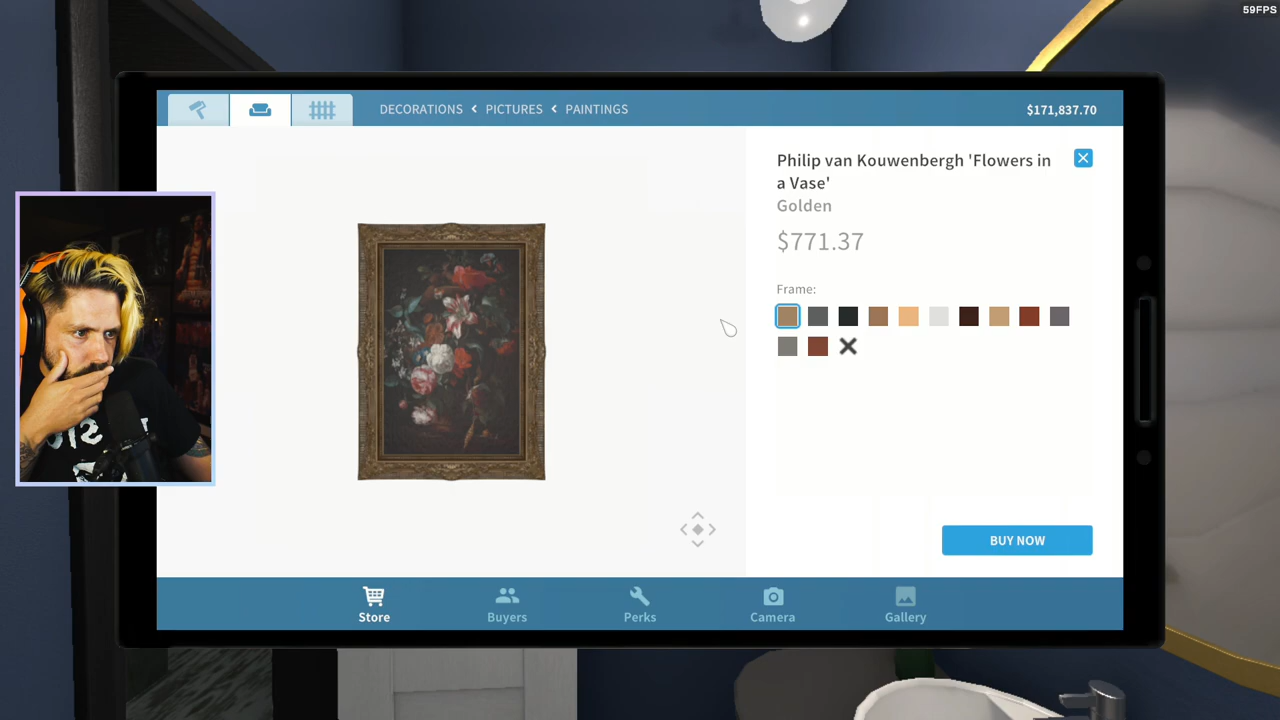 59FPS
DECORATIONS < PICTURES < PAINTINGS
$171,837.70
Philip van Kouwenbergh 'Flowers in
a Vase'
Golden
$771.37
Frame:
BUY NOW
Store
Buyers
Perks
Camera
Gallery